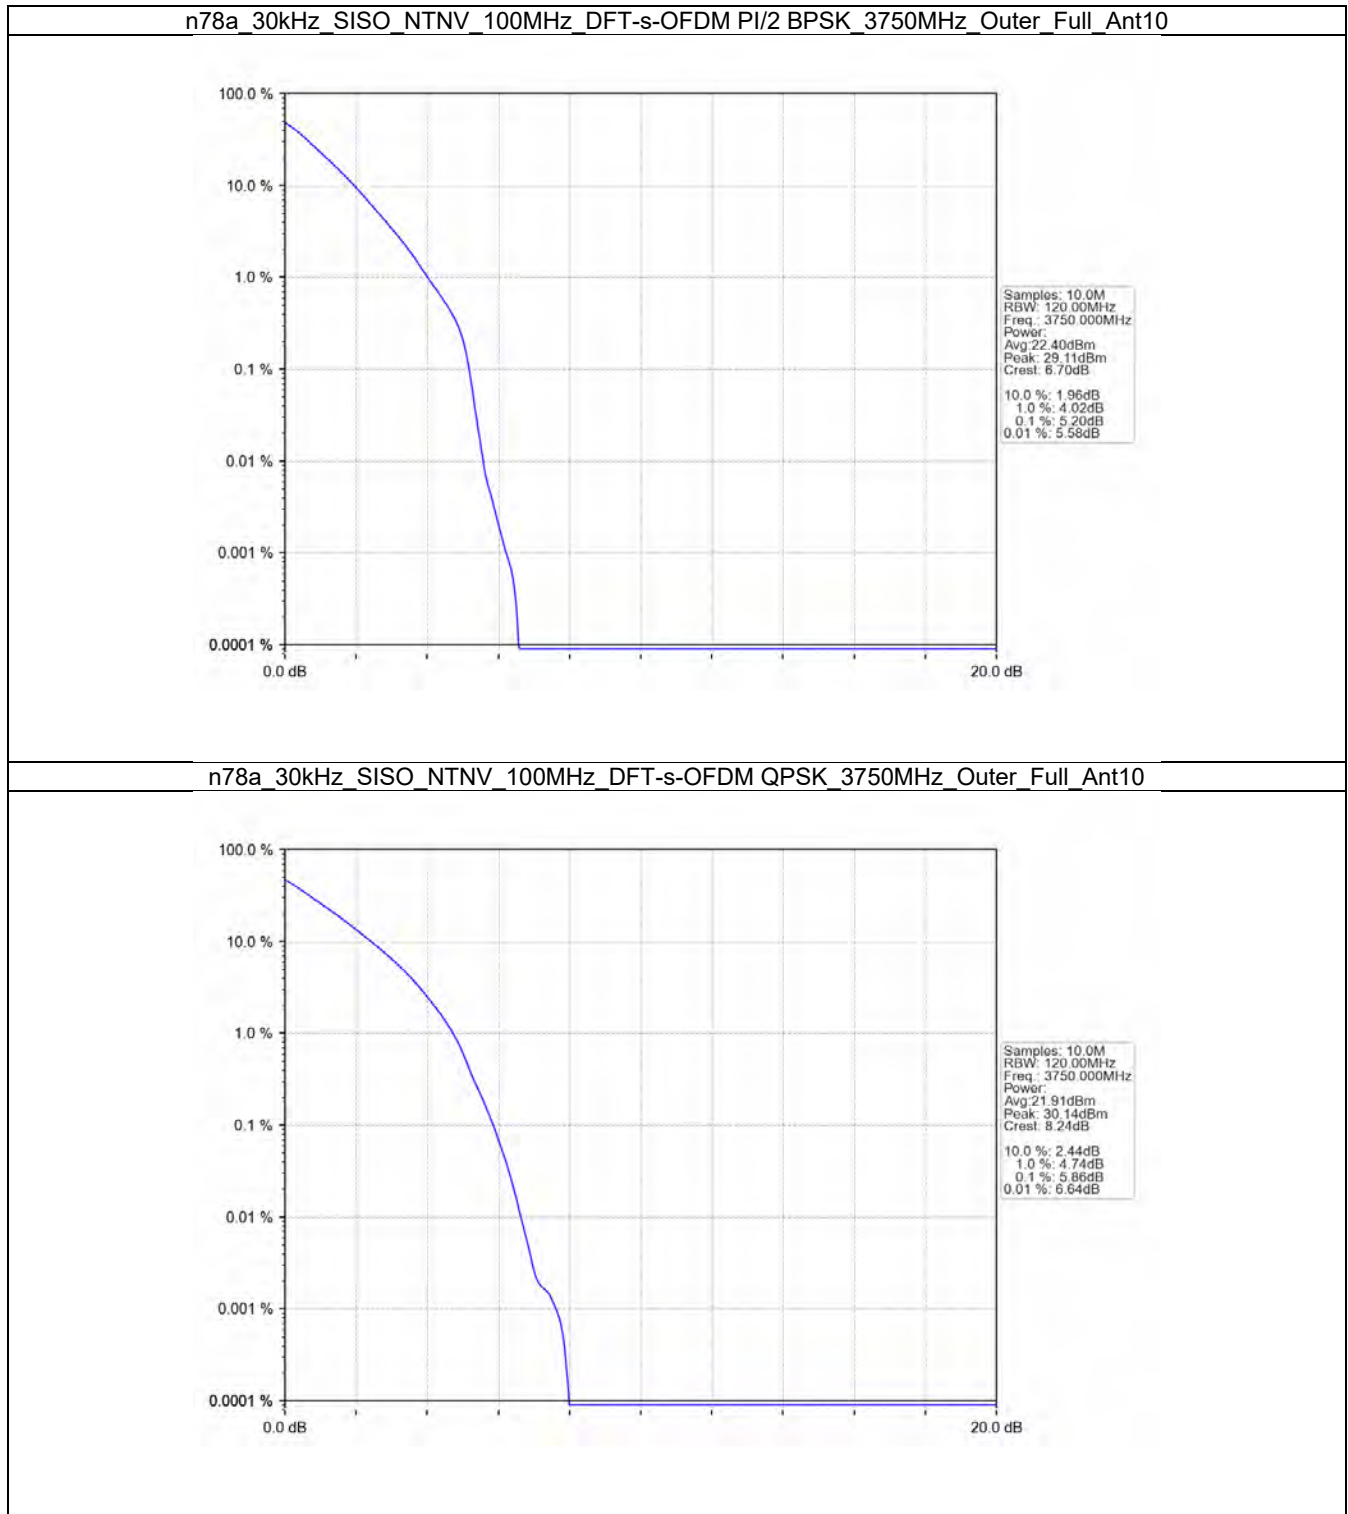 n78a_30kHz_SISO_NTNV_100MHz_DFT-s-OFDM PI/2 BPSK_3750MHz_Outer_Full_Ant10
100.0 %
10.0 %
1.0 %
0.1 %
0.01 %
0.001 %
0.0001 %
0.0 dB
20.0 dB
Samples: 10.0M
RBW: 120.00MHz
Freq.: 3750.000MHz
Power:
Avg:22.40dBm
Peak: 29.11dBm
Crest: 6.70dB
10.0 %: 1.96dB
1.0 %: 4.02dB
0.1 %: 5.20dB
0.01 %: 5.58dB
n78a_30kHz_SISO_NTNV_100MHz_DFT-s-OFDM QPSK_3750MHz_Outer_Full_Ant10
100.0 %
10.0 %
1.0 %
0.1 %
0.01 %
0.001 %
0.0001 %
0.0 dB
20.0 dB
Samples: 10.0M
RBW: 120.00MHz
Freq.: 3750.000MHz
Power:
Avg:21.91dBm
Peak: 30.14dBm
Crest: 8.24dB
10.0 %: 2.44dB
1.0 %: 4.74dB
0.1 %: 5.86dB
0.01 %: 6.64dB